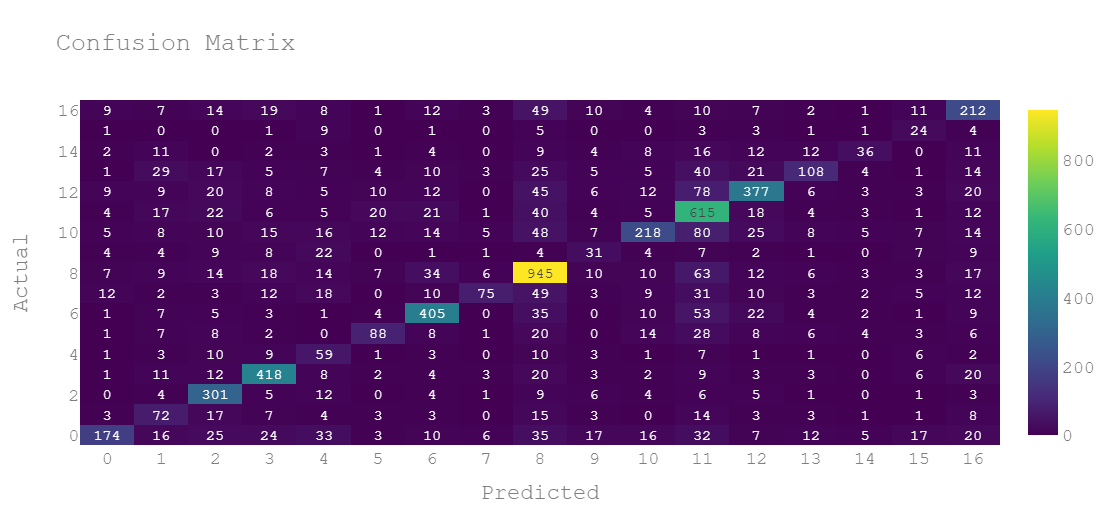 Confusion Matrix
16 9 7 14 19 8 1 12 3 49 10 4 10 7 2 1 11 212
1 0 0 1 9 0 1 0 5 0 0 3 3 1 1 24 4
14 2 11 0 2 3 1 4 0 9 4 8 16 12 12 36 0 11
1 29 17 5 7 4 10 3 25 5 5 40 21 108 4 1 14
12 9 9 20 8 5 10 12 0 45 6 12 78 377 6 3 3 20
4 17 22 6 5 20 21 1 40 4 5 615 18 4 3 1 12
10 5 8 10 15 16 12 14 5 48 7 218 80 25 8 5 7 14
4 4 9 8 22 0 1 1 4 31 4 7 2 1 0 7 9
8 7 9 14 18 14 7 34 6 945 10 10 63 12 6 3 3 17
12 2 3 12 18 0 10 75 49 3 9 31 10 3 2 5 12
6 1 7 5 3 1 4 405 0 35 0 10 53 22 4 2 1 9
1 7 8 2 0 88 8 1 20 0 14 28 8 6 4 3 6
4 1 3 10 9 59 1 3 0 10 3 1 7 1 1 0 6 2
1 11 12 418 8 2 4 3 20 3 2 9 3 3 0 6 20
2 0 4 301 5 12 0 4 1 9 6 4 6 5 1 0 1 3
3 72 17 7 4 3 3 0 15 3 0 14 3 3 1 1 8
0 174 16 25 24 33 3 10 6 35 17 16 32 7 12 5 17 20
0 1 2 3 4 5 6 7 8 9 10 11 12 13 14 15 16
Predicted
Actual
800
600
400
200
0